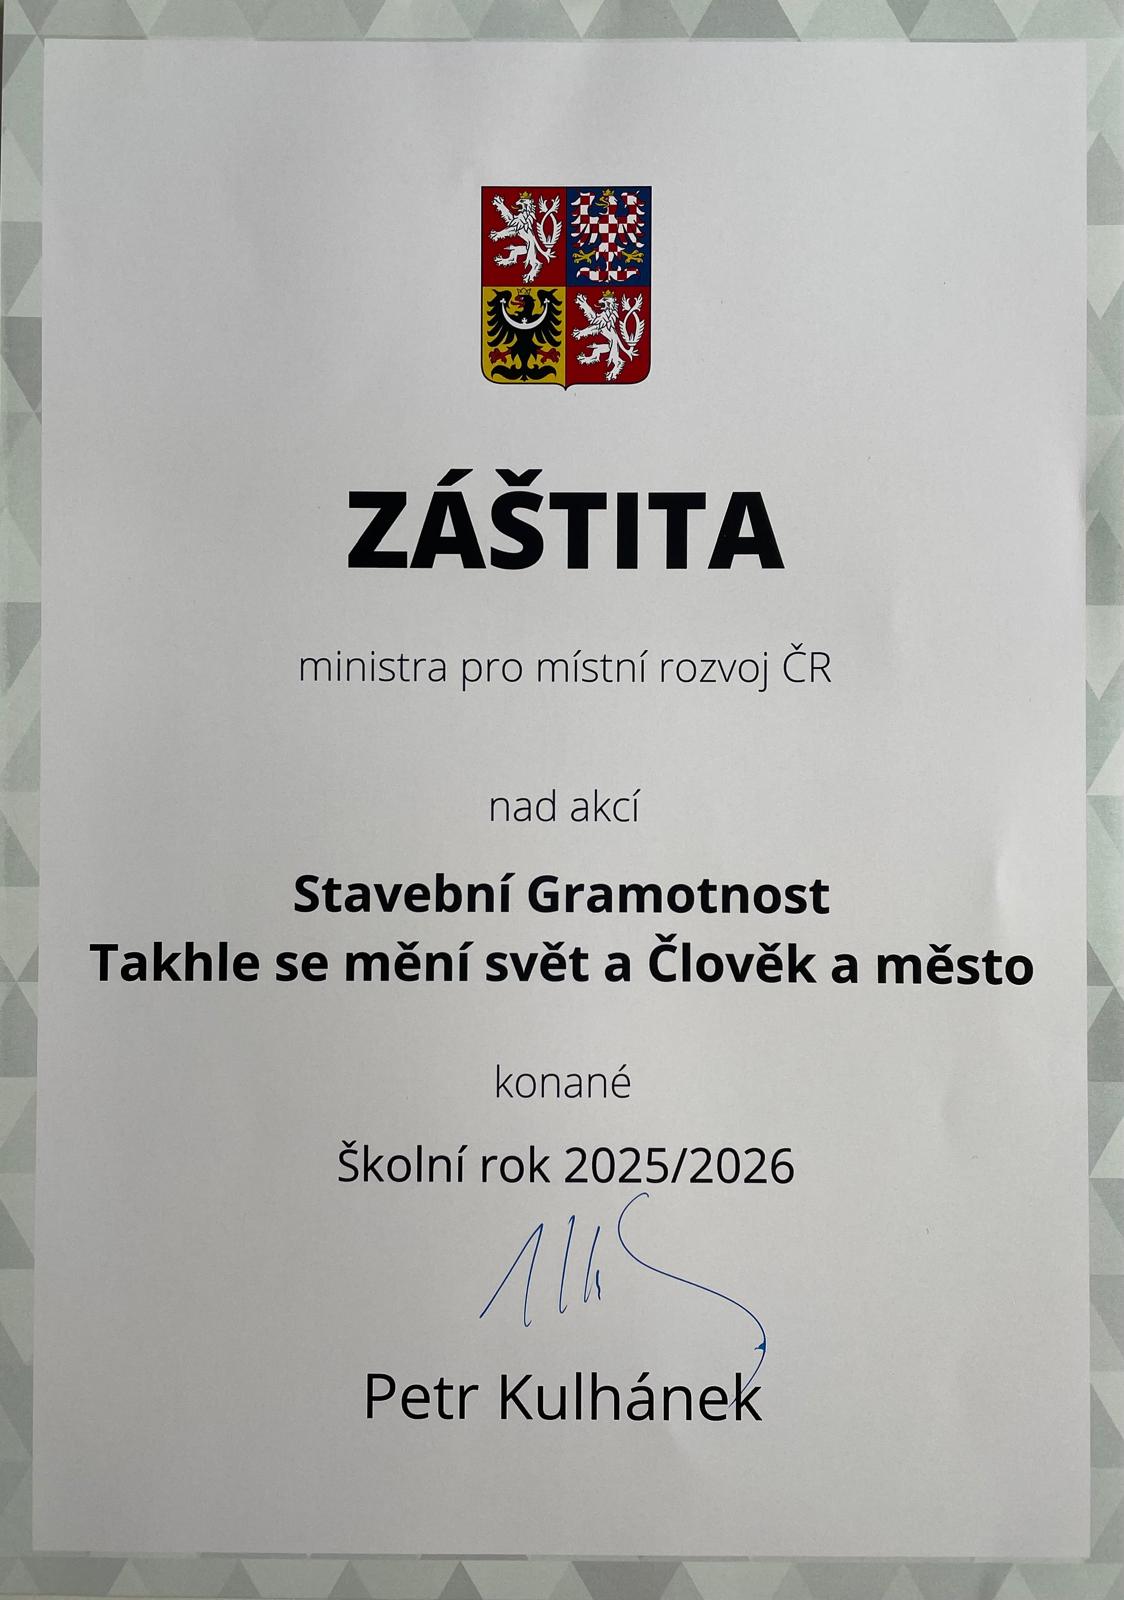 ZÁŠTITA
ministra pro místní rozvoj ČR
nad akcí
Stavební Gramotnost
Takhle se mění svět a Člověk a město
konané
Školní rok 2025/2026
Petr Kulhánek